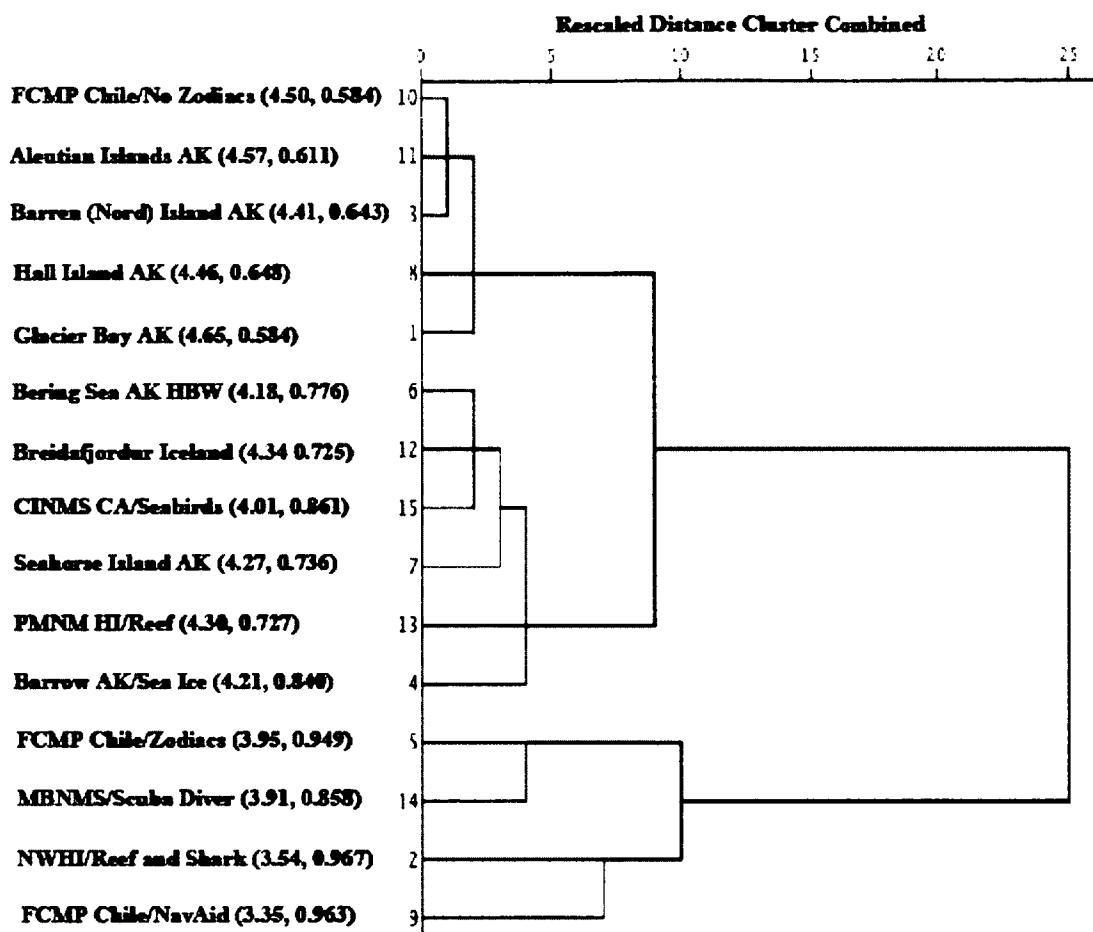 Rescaled Distance Cluster Combined
0 5 10 15 20 25
FCMP Chile/No Zodiacs (4.50, 0.584) 10
Aleutian Islands AK (4.57, 0.611) 11
Barren (Nord) Island AK (4.41, 0.643) 3
Hall Island AK (4.46, 0.648) 8
Glacier Bay AK (4.65, 0.584) 1
Bering Sea AK HBW (4.18, 0.776) 6
Breidafjordur Iceland (4.34 0.725) 12
CINMS CA/Seabirds (4.01, 0.861) 15
Seahorse Island AK (4.27, 0.736) 7
PMNM HI/Reef (4.30, 0.727) 13
Barrow AK/Sea Ice (4.21, 0.840) 4
FCMP Chile/Zodiacs (3.95, 0.949) 5
MBNMS/Scuba Diver (3.91, 0.858) 14
NWHI/Reef and Shark (3.54, 0.967) 2
FCMP Chile/NavAid (3.35, 0.963) 9